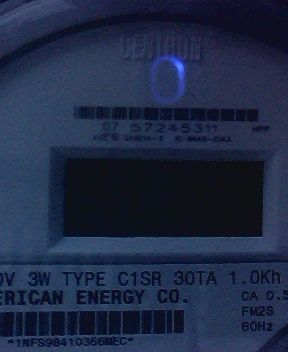 CENTRON
07 57245311
0V 3W TYPE C1SR 30TA 1.0Kh
ERICAN ENERGY CO.
CA 0.5
FM2S
60Hz
*1NFS98410366MEC*